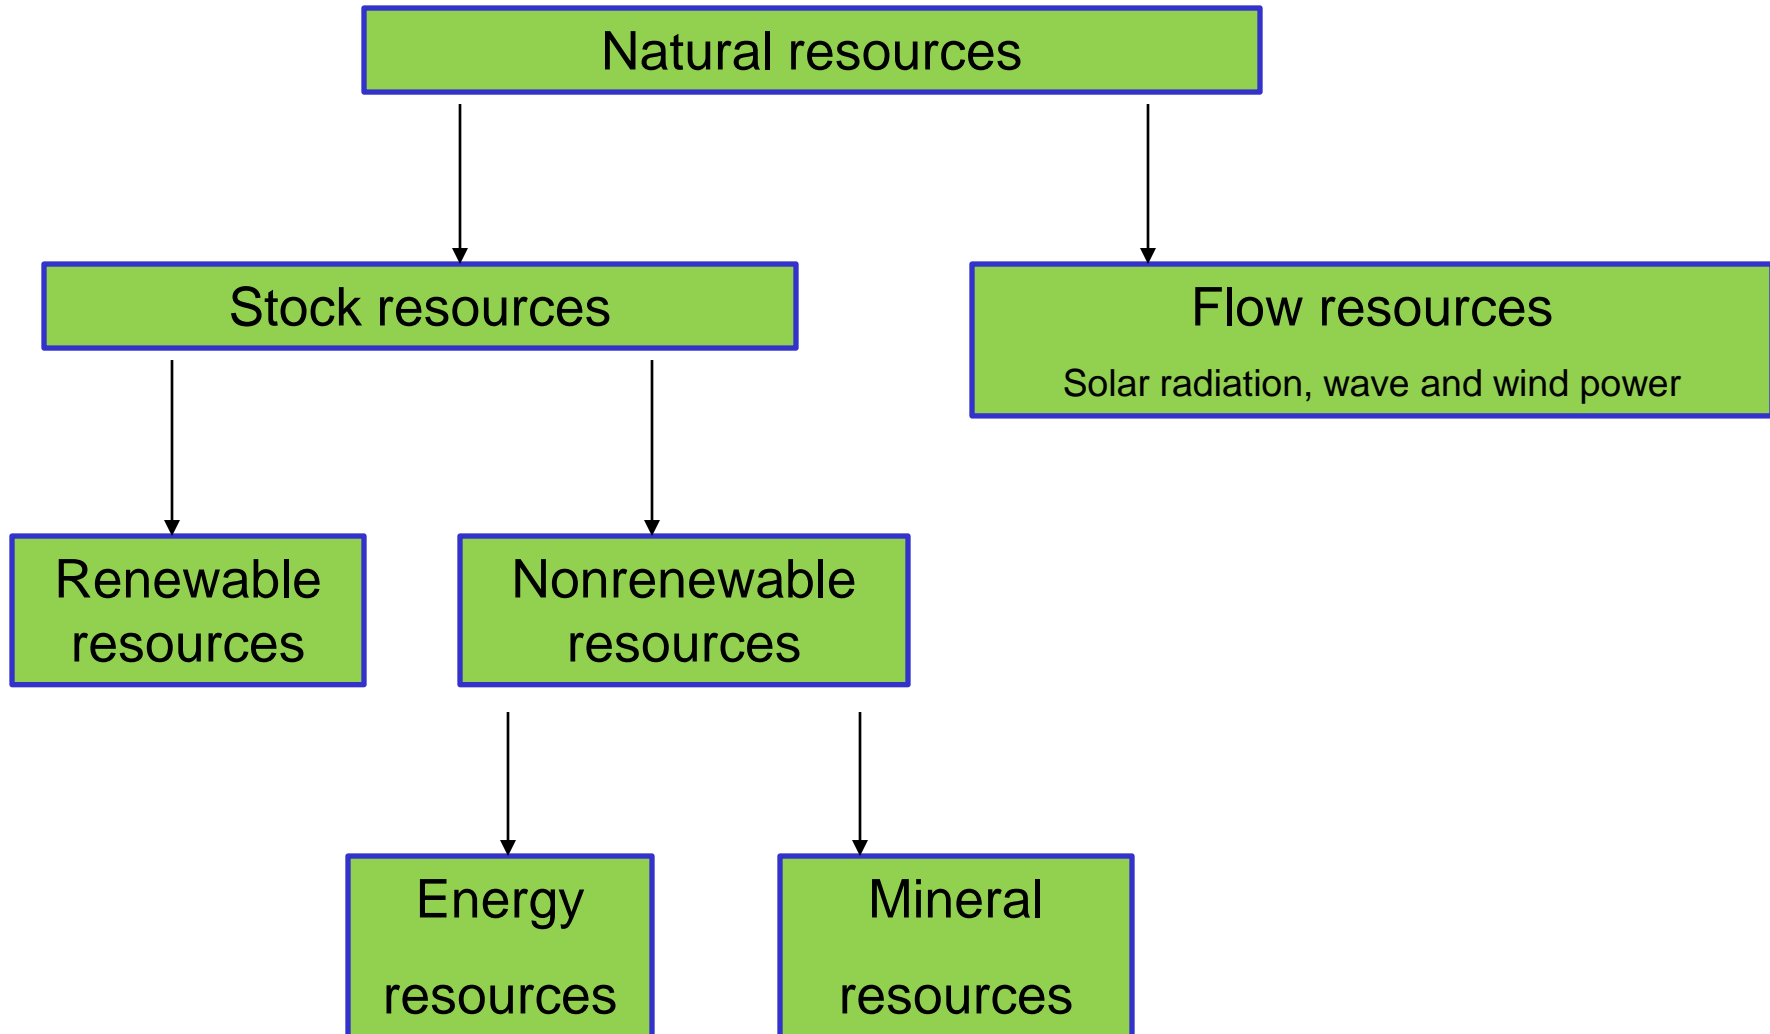 Natural resources
Stock resources
Flow resources
Solar radiation, wave and wind power
Renewable
resources
Nonrenewable
resources
Energy
resources
Mineral
resources